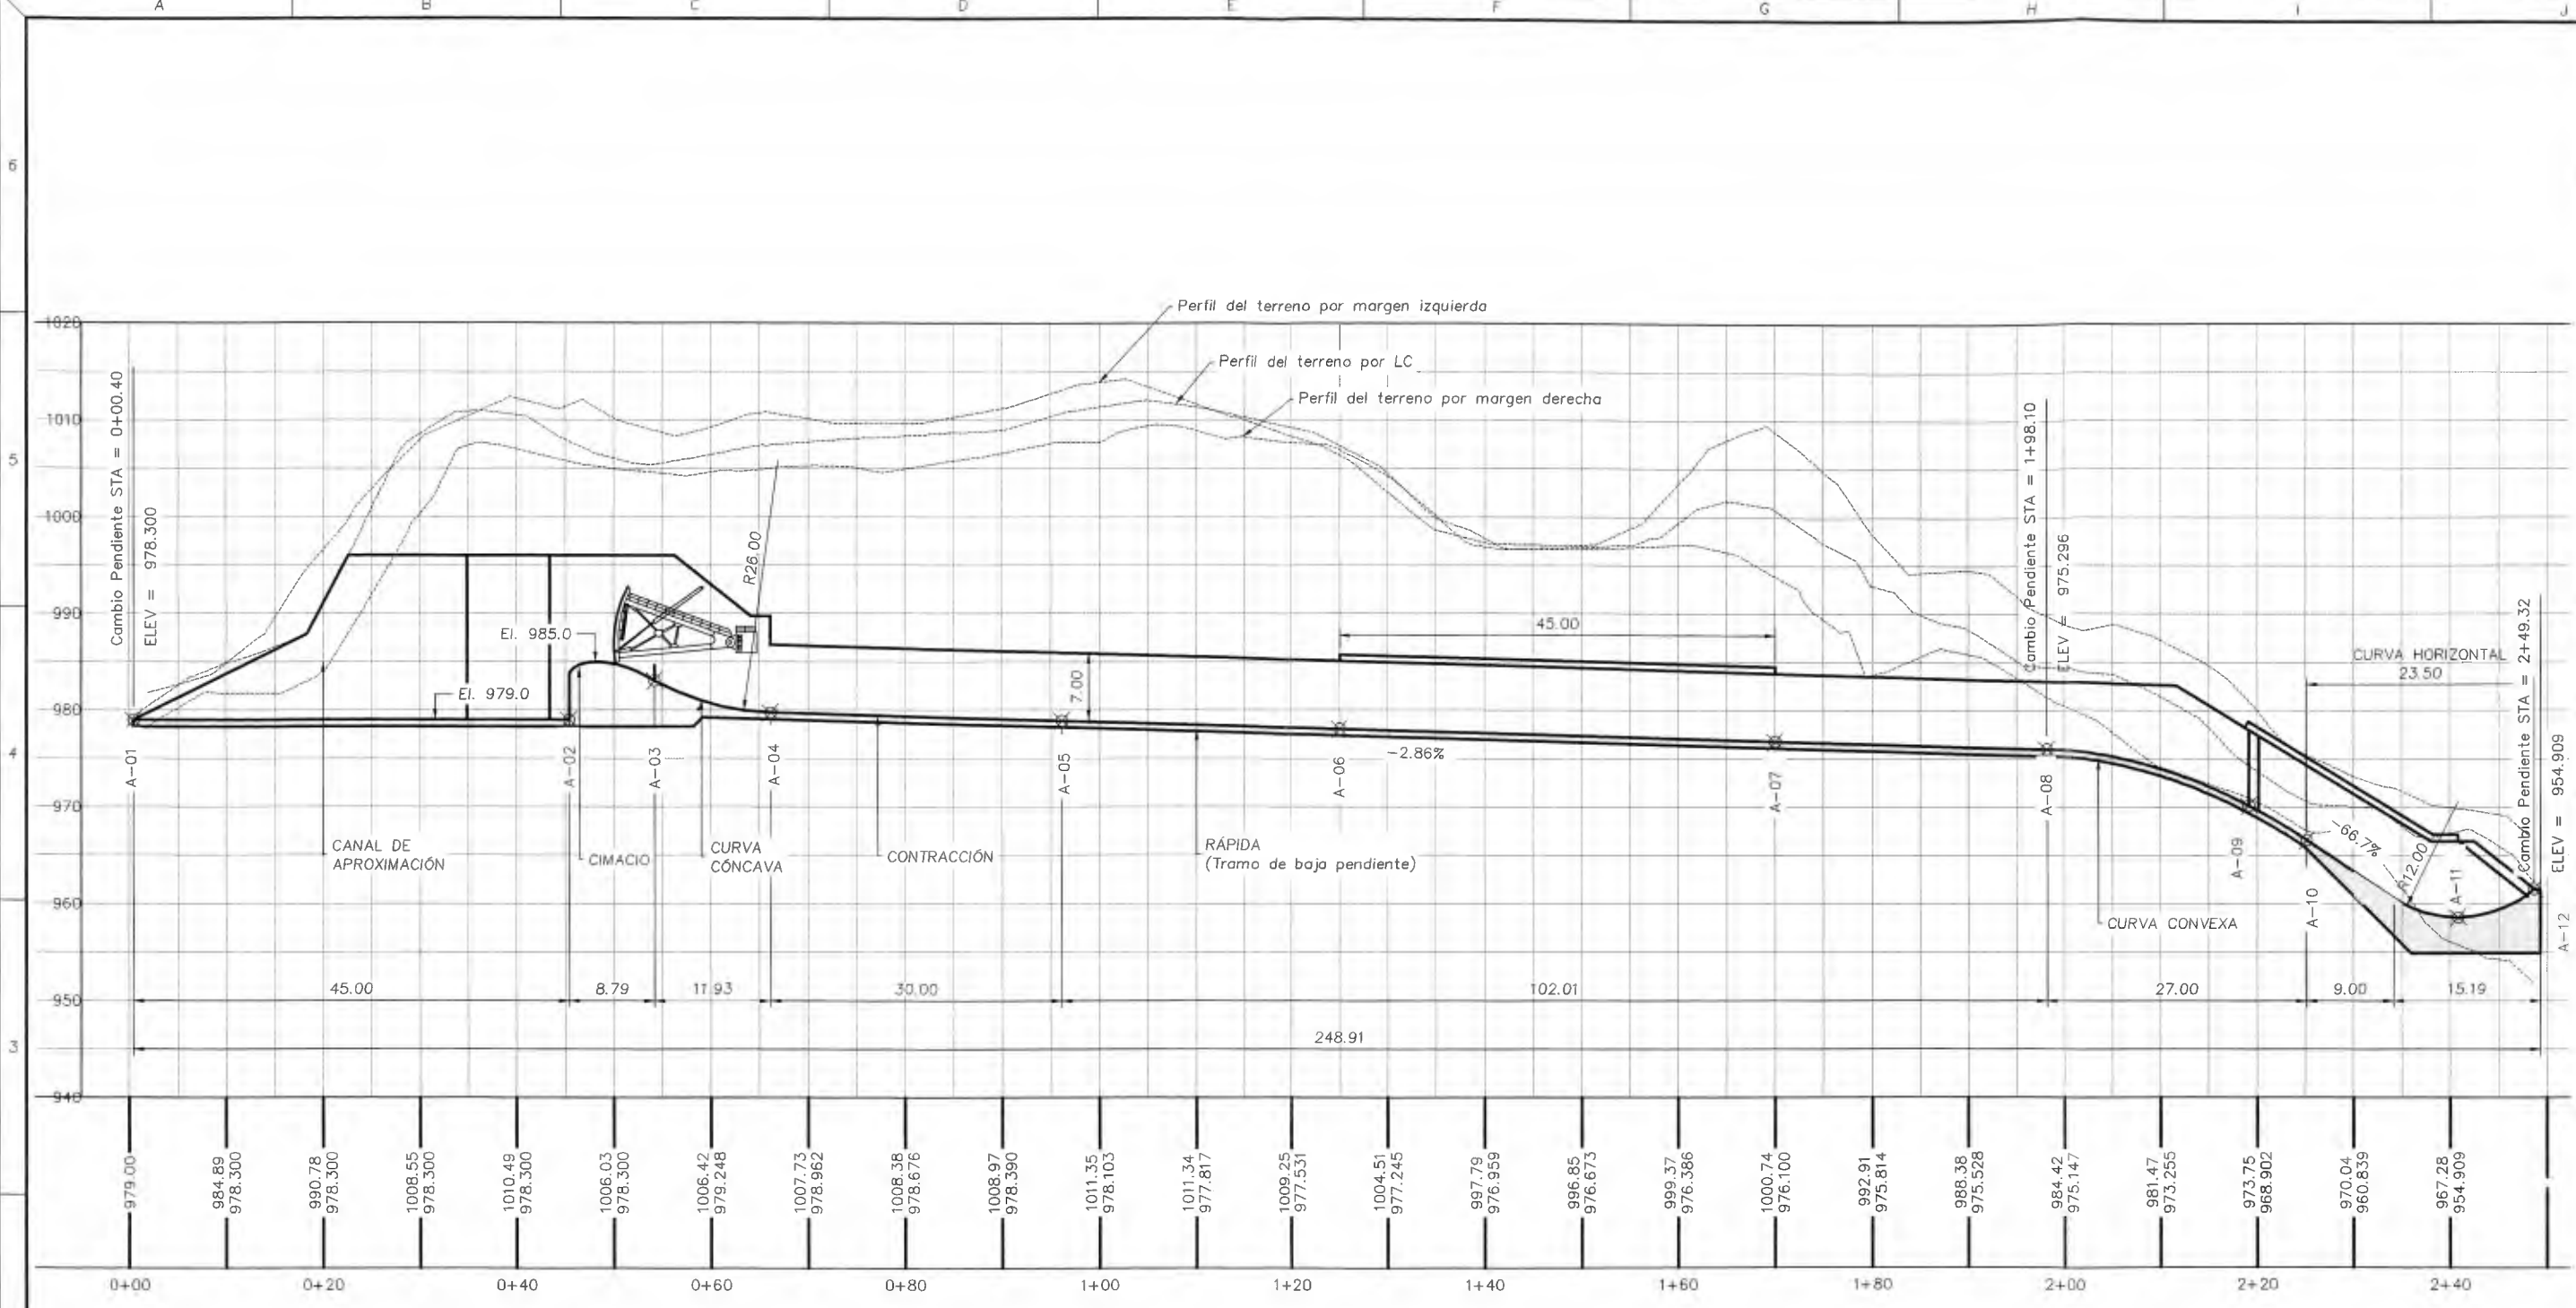 A B C D E F G H I J
6
5
4
3
1020
1010
1000
990
980
970
960
950
940
Cambio Pendiente STA = 0+00.40
ELEV = 978.300
Perfil del terreno por margen izquierda
Perfil del terreno por LC
Perfil del terreno por margen derecha
R26.00
El. 985.0
El. 979.0
7.00
45.00
-2.86%
Cambio Pendiente STA = 1+98.10
ELEV = 975.296
CURVA HORIZONTAL
23.50
Cambio Pendiente STA = 2+49.32
ELEV = 954.909
-66.7%
R12.00
A-01
A-02
A-03
A-04
A-05
A-06
A-07
A-08
A-09
A-10
A-11
A-12
CANAL DE
APROXIMACIÓN
CIMACIO
CURVA
CÓNCAVA
CONTRACCIÓN
RÁPIDA
(Tramo de baja pendiente)
CURVA CONVEXA
45.00 8.79 11.93 30.00 102.01 27.00 9.00 15.19
248.91
979.00
984.89
978.300
990.78
978.300
1008.55
978.300
1010.49
978.300
1006.03
978.300
1006.42
979.248
1007.73
978.962
1008.38
978.676
1008.97
978.390
1011.35
978.103
1011.34
977.817
1009.25
977.531
1004.51
977.245
997.79
976.959
996.85
976.673
999.37
976.386
1000.74
976.100
992.91
975.814
988.38
975.528
984.42
975.147
981.47
973.255
973.75
968.902
970.04
960.839
967.28
954.909
0+00 0+20 0+40 0+60 0+80 1+00 1+20 1+40 1+60 1+80 2+00 2+20 2+40